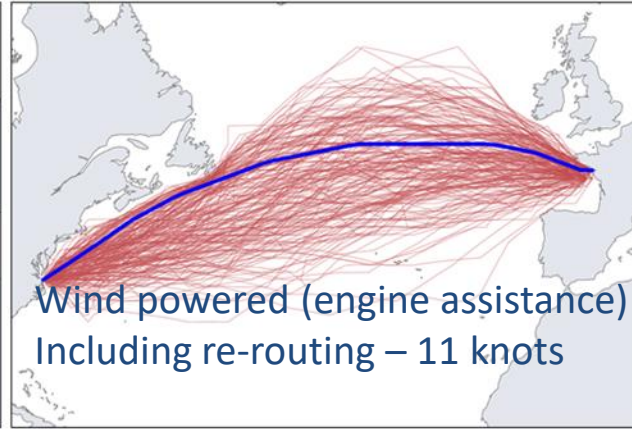 Wind powered (engine assistance)
Including re-routing – 11 knots